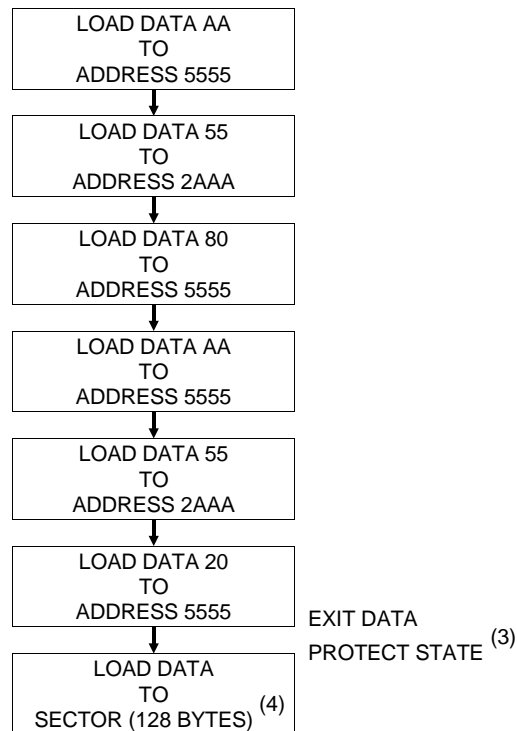 LOAD DATA AA
TO
ADDRESS 5555
LOAD DATA 55
TO
ADDRESS 2AAA
LOAD DATA 80
TO
ADDRESS 5555
LOAD DATA AA
TO
ADDRESS 5555
LOAD DATA 55
TO
ADDRESS 2AAA
LOAD DATA 20
TO
ADDRESS 5555
EXIT DATA
PROTECT STATE (3)
LOAD DATA
TO
SECTOR (128 BYTES) (4)